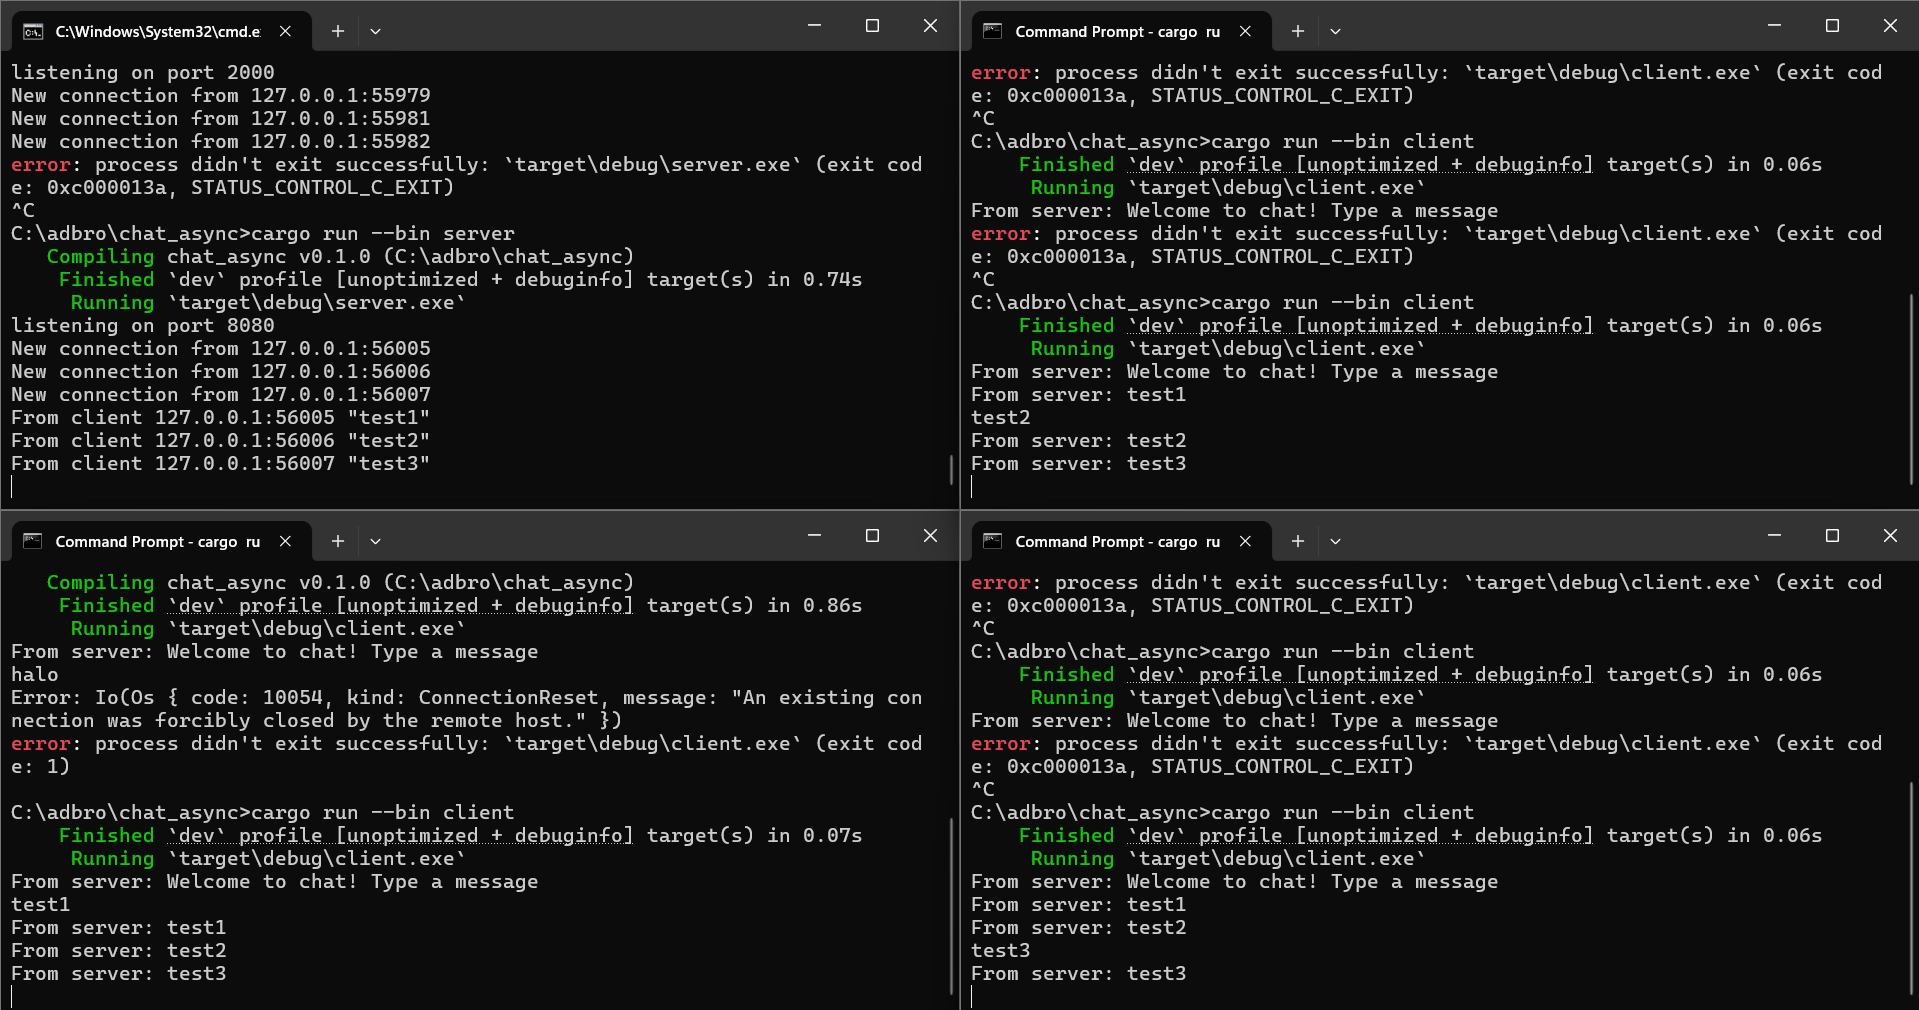 C:\Windows\System32\cmd.e
listening on port 2000
New connection from 127.0.0.1:55979
New connection from 127.0.0.1:55981
New connection from 127.0.0.1:55982
error: process didn't exit successfully: `target\debug\server.exe` (exit cod
e: 0xc000013a, STATUS_CONTROL_C_EXIT)
^C
C:\adbro\chat_async>cargo run --bin server
Compiling chat_async v0.1.0 (C:\adbro\chat_async)
Finished `dev` profile [unoptimized + debuginfo] target(s) in 0.74s
Running `target\debug\server.exe`
listening on port 8080
New connection from 127.0.0.1:56005
New connection from 127.0.0.1:56006
New connection from 127.0.0.1:56007
From client 127.0.0.1:56005 "test1"
From client 127.0.0.1:56006 "test2"
From client 127.0.0.1:56007 "test3"
Command Prompt - cargo  ru
error: process didn't exit successfully: `target\debug\client.exe` (exit cod
e: 0xc000013a, STATUS_CONTROL_C_EXIT)
^C
C:\adbro\chat_async>cargo run --bin client
Finished `dev` profile [unoptimized + debuginfo] target(s) in 0.06s
Running `target\debug\client.exe`
From server: Welcome to chat! Type a message
error: process didn't exit successfully: `target\debug\client.exe` (exit cod
e: 0xc000013a, STATUS_CONTROL_C_EXIT)
^C
C:\adbro\chat_async>cargo run --bin client
Finished `dev` profile [unoptimized + debuginfo] target(s) in 0.06s
Running `target\debug\client.exe`
From server: Welcome to chat! Type a message
From server: test1
test2
From server: test2
From server: test3
Command Prompt - cargo  ru
Compiling chat_async v0.1.0 (C:\adbro\chat_async)
Finished `dev` profile [unoptimized + debuginfo] target(s) in 0.86s
Running `target\debug\client.exe`
From server: Welcome to chat! Type a message
halo
Error: Io(Os { code: 10054, kind: ConnectionReset, message: "An existing con
nection was forcibly closed by the remote host." })
error: process didn't exit successfully: `target\debug\client.exe` (exit cod
e: 1)
C:\adbro\chat_async>cargo run --bin client
Finished `dev` profile [unoptimized + debuginfo] target(s) in 0.07s
Running `target\debug\client.exe`
From server: Welcome to chat! Type a message
test1
From server: test1
From server: test2
From server: test3
Command Prompt - cargo  ru
error: process didn't exit successfully: `target\debug\client.exe` (exit cod
e: 0xc000013a, STATUS_CONTROL_C_EXIT)
^C
C:\adbro\chat_async>cargo run --bin client
Finished `dev` profile [unoptimized + debuginfo] target(s) in 0.06s
Running `target\debug\client.exe`
From server: Welcome to chat! Type a message
error: process didn't exit successfully: `target\debug\client.exe` (exit cod
e: 0xc000013a, STATUS_CONTROL_C_EXIT)
^C
C:\adbro\chat_async>cargo run --bin client
Finished `dev` profile [unoptimized + debuginfo] target(s) in 0.06s
Running `target\debug\client.exe`
From server: Welcome to chat! Type a message
From server: test1
From server: test2
test3
From server: test3